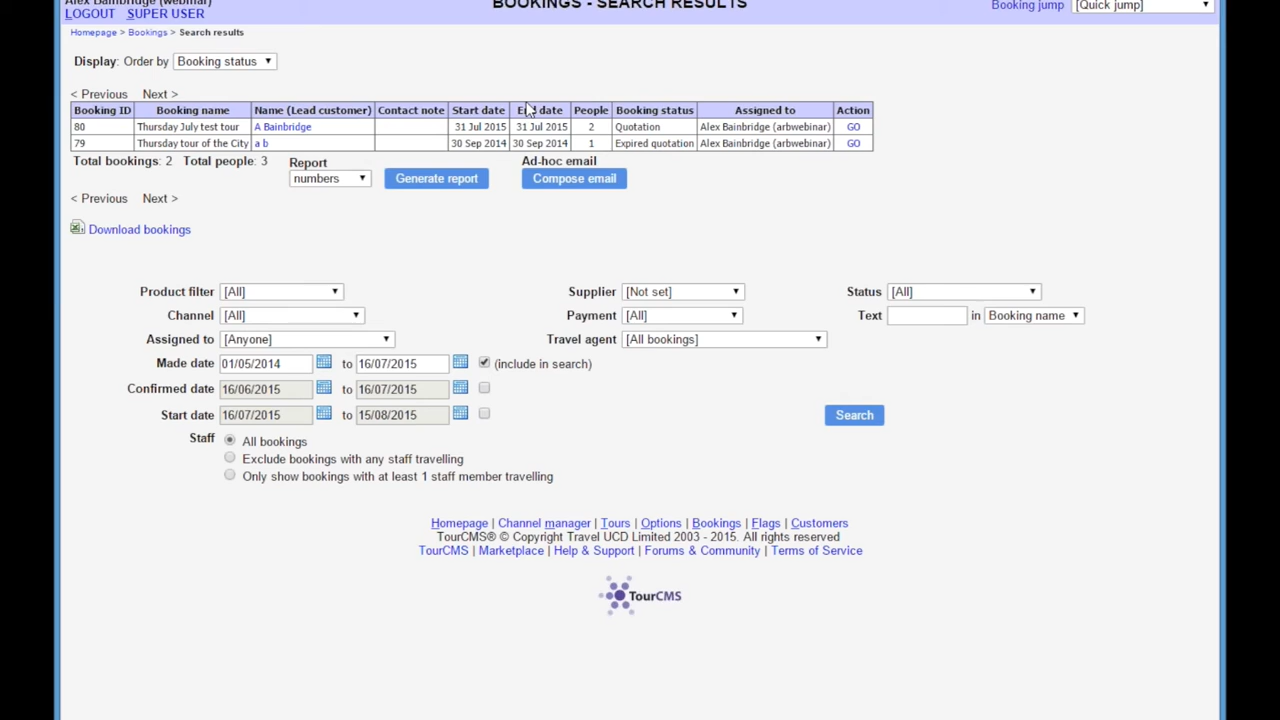 Alex Bainbridge (webinar)
BOOKINGS - SEARCH RESULTS
Booking jump [Quick jump]
LOGOUT SUPER USER
Homepage > Bookings > Search results
Display: Order by Booking status
< Previous Next >
Booking ID Booking name Name (Lead customer) Contact note Start date End date People Booking status Assigned to Action
80 Thursday July test tour A Bainbridge 31 Jul 2015 31 Jul 2015 2 Quotation Alex Bainbridge (arbwebinar) GO
79 Thursday tour of the City a b 30 Sep 2014 30 Sep 2014 1 Expired quotation Alex Bainbridge (arbwebinar) GO
Total bookings: 2 Total people: 3 Report Ad-hoc email
numbers Generate report Compose email
< Previous Next >
Download bookings
Product filter [All] Supplier [Not set] Status [All]
Channel [All] Payment [All] Text in Booking name
Assigned to [Anyone] Travel agent [All bookings]
Made date 01/05/2014 to 16/07/2015 (include in search)
Confirmed date 16/06/2015 to 16/07/2015
Start date 16/07/2015 to 15/08/2015 Search
Staff All bookings
Exclude bookings with any staff travelling
Only show bookings with at least 1 staff member travelling
Homepage | Channel manager | Tours | Options | Bookings | Flags | Customers
TourCMS® © Copyright Travel UCD Limited 2003 - 2015. All rights reserved
TourCMS | Marketplace | Help & Support | Forums & Community | Terms of Service
TourCMS